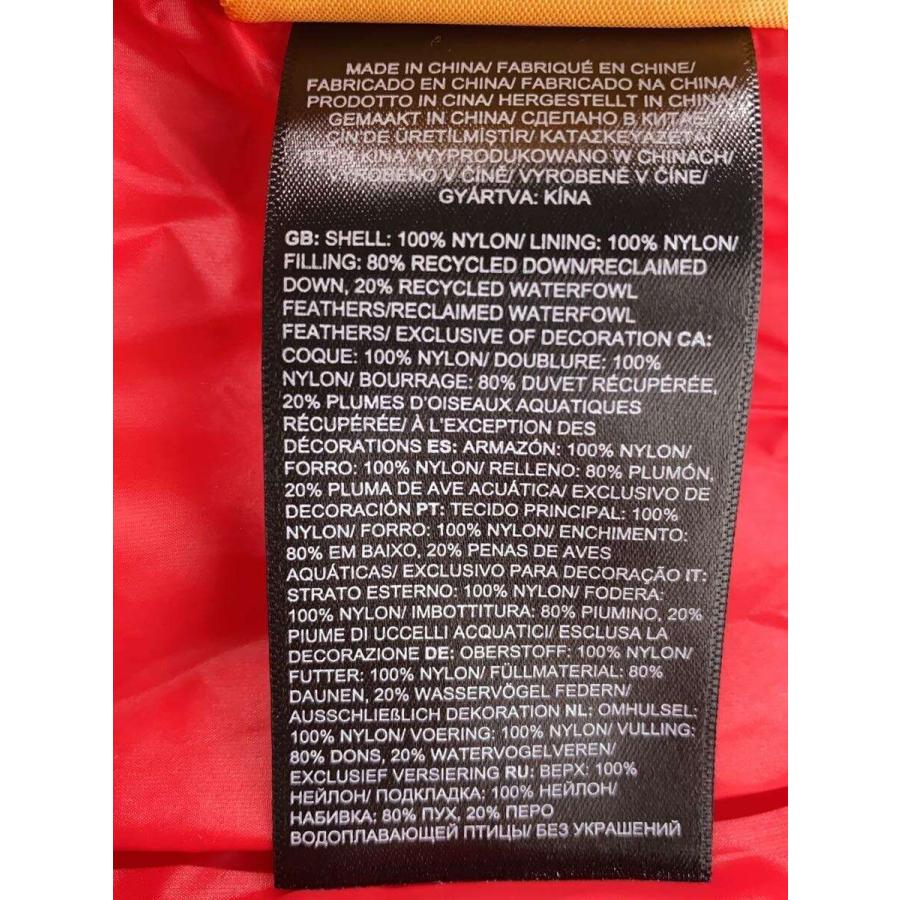 MADE IN CHINA/ FABRIQUÉ EN CHINE/
FABRICADO EN CHINA/ FABRICADO NA CHINA/
PRODOTTO IN CINA/ HERGESTELLT IN CHINA/
GEMAAKT IN CHINA/ СДЕЛАНО В КИТАЕ
ÇİN'DE ÜRETİLMİŞTİR/ ΚΑΤΑΣΚΕΥΑΖΕΤΑΙ
ΣΤΗΝ ΚΙΝΑ/ WYPRODUKOWANO W CHINACH/
VYROBENO V ČÍNĚ/ VYROBENÉ V ČÍNE/
GYÁRTVA: KÍNA
GB: SHELL: 100% NYLON/ LINING: 100% NYLON/
FILLING: 80% RECYCLED DOWN/RECLAIMED
DOWN, 20% RECYCLED WATERFOWL
FEATHERS/RECLAIMED WATERFOWL
FEATHERS/ EXCLUSIVE OF DECORATION CA:
COQUE: 100% NYLON/ DOUBLURE: 100%
NYLON/ BOURRAGE: 80% DUVET RÉCUPÉRÉE,
20% PLUMES D'OISEAUX AQUATIQUES
RÉCUPÉRÉE/ À L'EXCEPTION DES
DÉCORATIONS ES: ARMAZÓN: 100% NYLON/
FORRO: 100% NYLON/ RELLENO: 80% PLUMÓN,
20% PLUMA DE AVE ACUÁTICA/ EXCLUSIVO DE
DECORACIÓN PT: TECIDO PRINCIPAL: 100%
NYLON/ FORRO: 100% NYLON/ ENCHIMENTO:
80% EM BAIXO, 20% PENAS DE AVES
AQUÁTICAS/ EXCLUSIVO PARA DECORAÇÃO IT:
STRATO ESTERNO: 100% NYLON/ FODERA:
100% NYLON/ IMBOTTITURA: 80% PIUMINO, 20%
PIUME DI UCCELLI ACQUATICI/ ESCLUSA LA
DECORAZIONE DE: OBERSTOFF: 100% NYLON/
FUTTER: 100% NYLON/ FÜLLMATERIAL: 80%
DAUNEN, 20% WASSERVÖGEL FEDERN/
AUSSCHLIEßLICH DEKORATION NL: OMHULSEL:
100% NYLON/ VOERING: 100% NYLON/ VULLING:
80% DONS, 20% WATERVOGELVEREN/
EXCLUSIEF VERSIERING RU: ВЕРХ: 100%
НЕЙЛОН/ ПОДКЛАДКА: 100% НЕЙЛОН/
НАБИВКА: 80% ПУХ, 20% ПЕРО
ВОДОПЛАВАЮЩЕЙ ПТИЦЫ/ БЕЗ УКРАШЕНИЙ